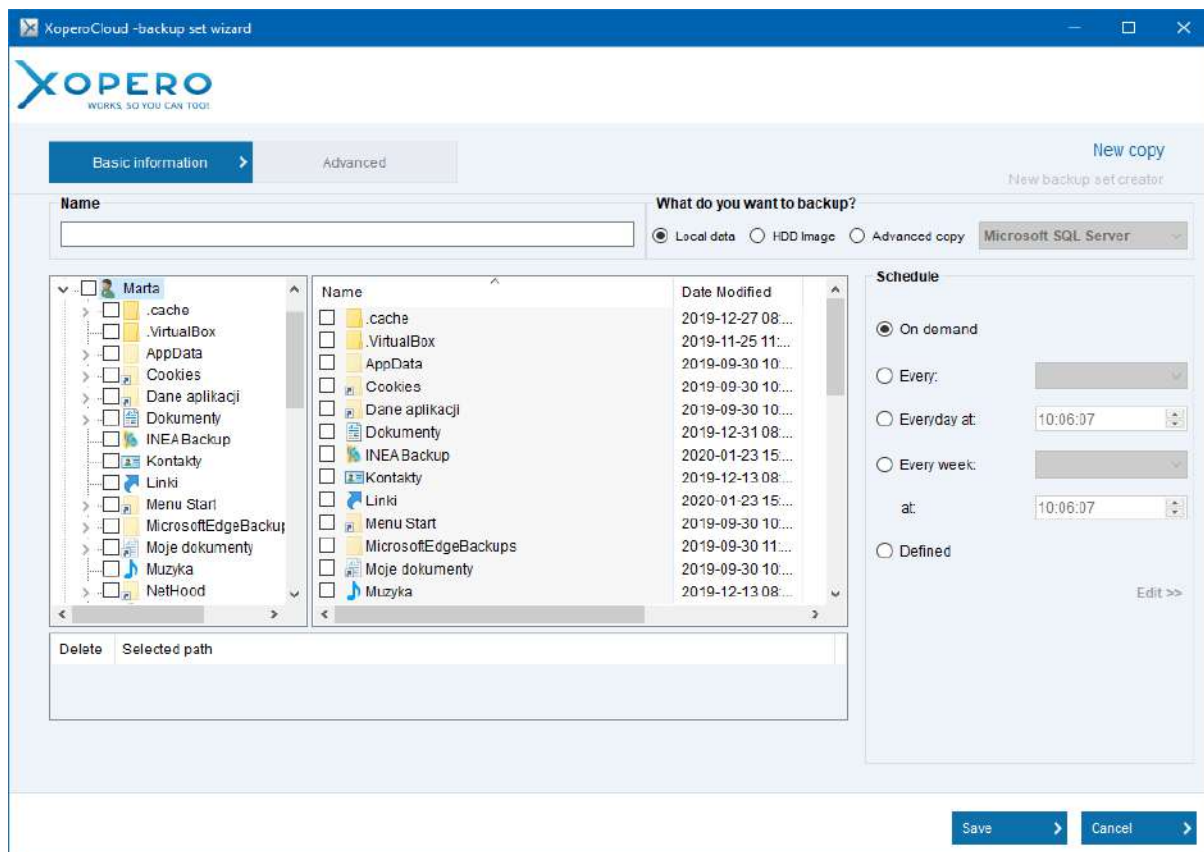 XoperoCloud -backup set wizard
XOPERO
WORKS, SO YOU CAN TOO!
Basic information
Advanced
New copy
New backup set creator
Name
What do you want to backup?
Local data
HDD Image
Advanced copy
Microsoft SQL Server
Marta
.cache
.VirtualBox
AppData
Cookies
Dane aplikacji
Dokumenty
INEABackup
Kontakty
Linki
Menu Start
MicrosoftEdgeBackup
Moje dokumenty
Muzyka
NetHood
Name Date Modified
.cache 2019-12-27 08:...
.VirtualBox 2019-11-25 11:...
AppData 2019-09-30 10:...
Cookies 2019-09-30 10:...
Dane aplikacji 2019-09-30 10:...
Dokumenty 2019-12-31 08:...
INEABackup 2020-01-23 15:...
Kontakty 2019-12-13 08:...
Linki 2020-01-23 15:...
Menu Start 2019-09-30 10:...
MicrosoftEdgeBackups 2019-09-30 11:...
Moje dokumenty 2019-09-30 10:...
Muzyka 2019-12-13 08:...
Schedule
On demand
Every:
Everyday at: 10:06:07
Every week:
at: 10:06:07
Defined
Edit >>
Delete Selected path
Save
Cancel